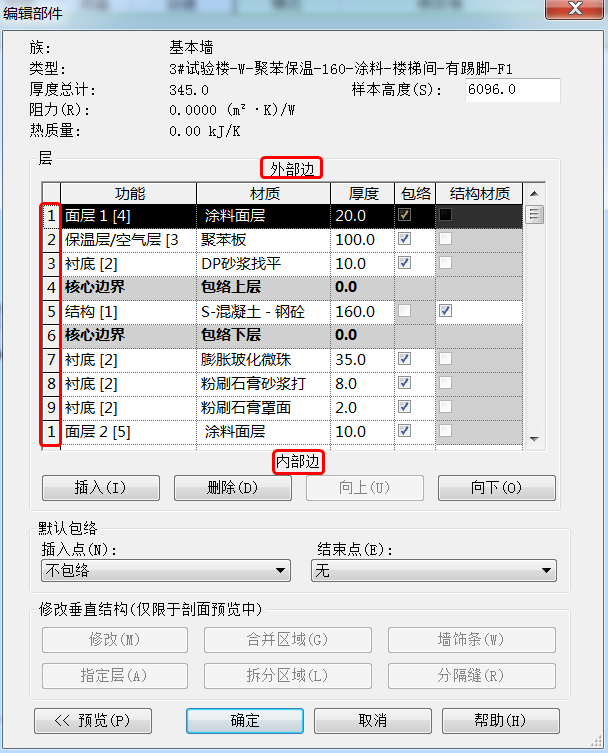 编辑部件
族: 基本墙
类型: 3#试验楼-W-聚苯保温-160-涂料-楼梯间-有踢脚-F1
厚度总计: 345.0 样本高度(S): 6096.0
阻力(R): 0.0000 (m²·K)/W
热质量: 0.00 kJ/K
层
外部边
功能 材质 厚度 包络 结构材质
1 面层 1 [4] 涂料面层 20.0
2 保温层/空气层 [3 聚苯板 100.0
3 衬底 [2] DP砂浆找平 10.0
4 核心边界 包络上层 0.0
5 结构 [1] S-混凝土 - 钢砼 160.0
6 核心边界 包络下层 0.0
7 衬底 [2] 膨胀玻化微珠 35.0
8 衬底 [2] 粉刷石膏砂浆打 8.0
9 衬底 [2] 粉刷石膏罩面 2.0
1 面层 2 [5] 涂料面层 10.0
内部边
插入(I) 删除(D) 向上(U) 向下(O)
默认包络
插入点(N): 结束点(E):
不包络 无
修改垂直结构(仅限于剖面预览中)
修改(M) 合并区域(G) 墙饰条(W)
指定层(A) 拆分区域(L) 分隔缝(R)
<< 预览(P) 确定 取消 帮助(H)